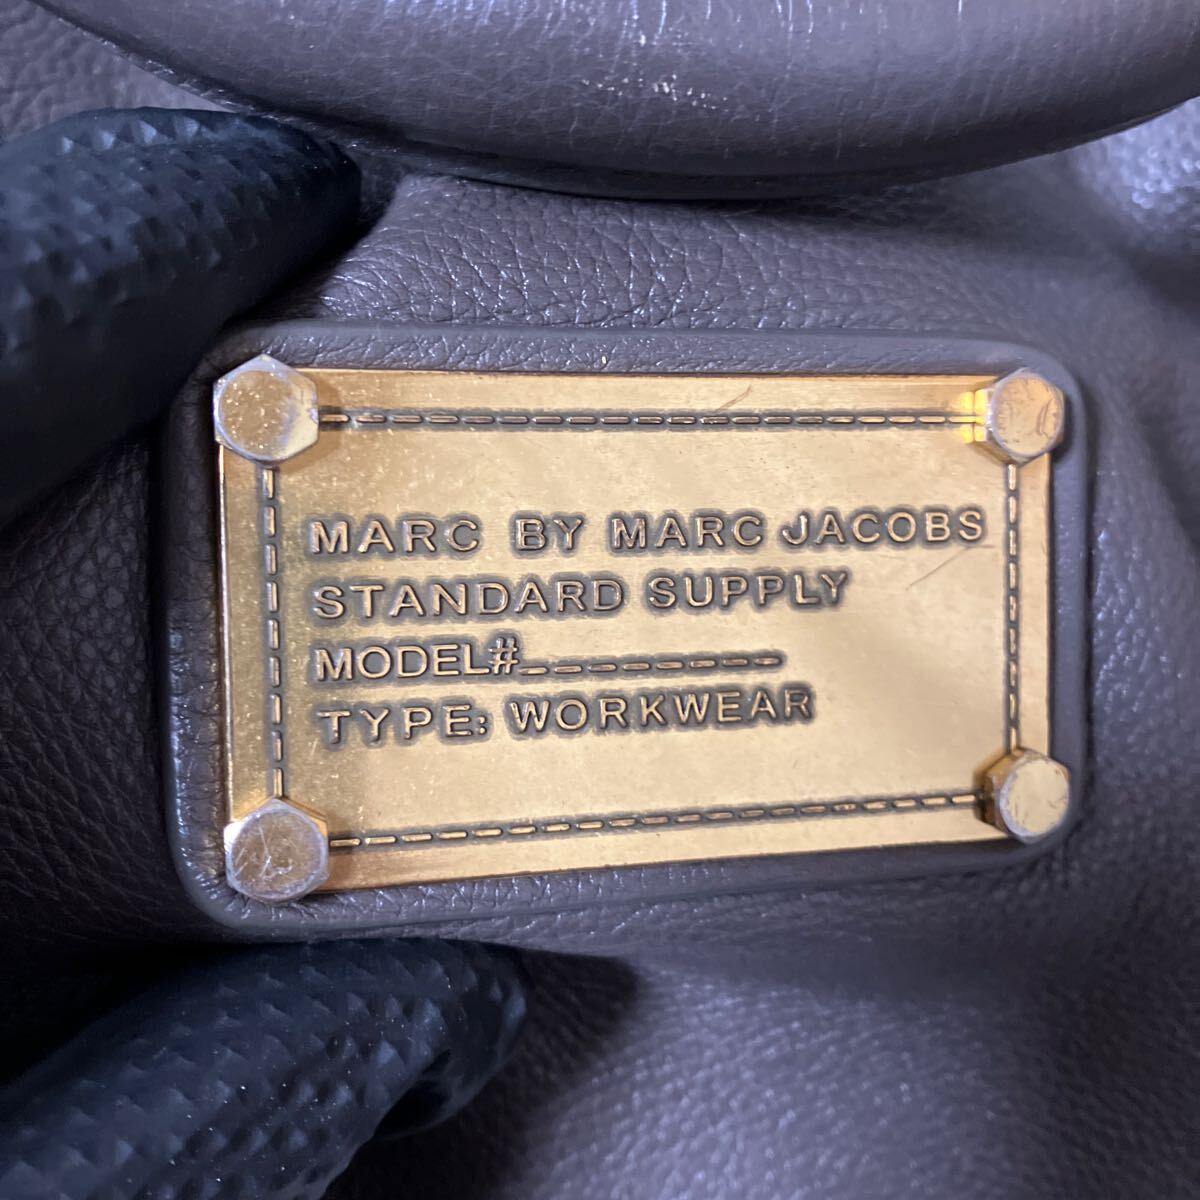 MARC BY MARC JACOBS
STANDARD SUPPLY
MODEL#_________
TYPE: WORKWEAR